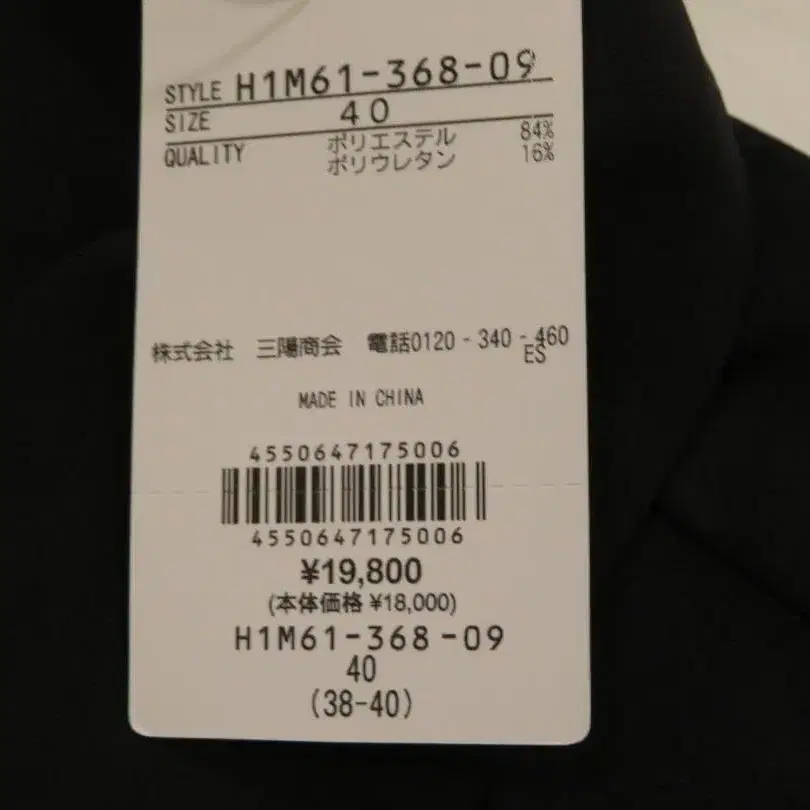 STYLE H1M61-368-09
SIZE 40
QUALITY ポリエステル 84%
ポリウレタン 16%
株式会社 三陽商会 電話0120-340-460
ES
MADE IN CHINA
4550647175006
4550647175006
¥19,800
(本体価格 ¥18,000)
H1M61-368-09
40
(38-40)